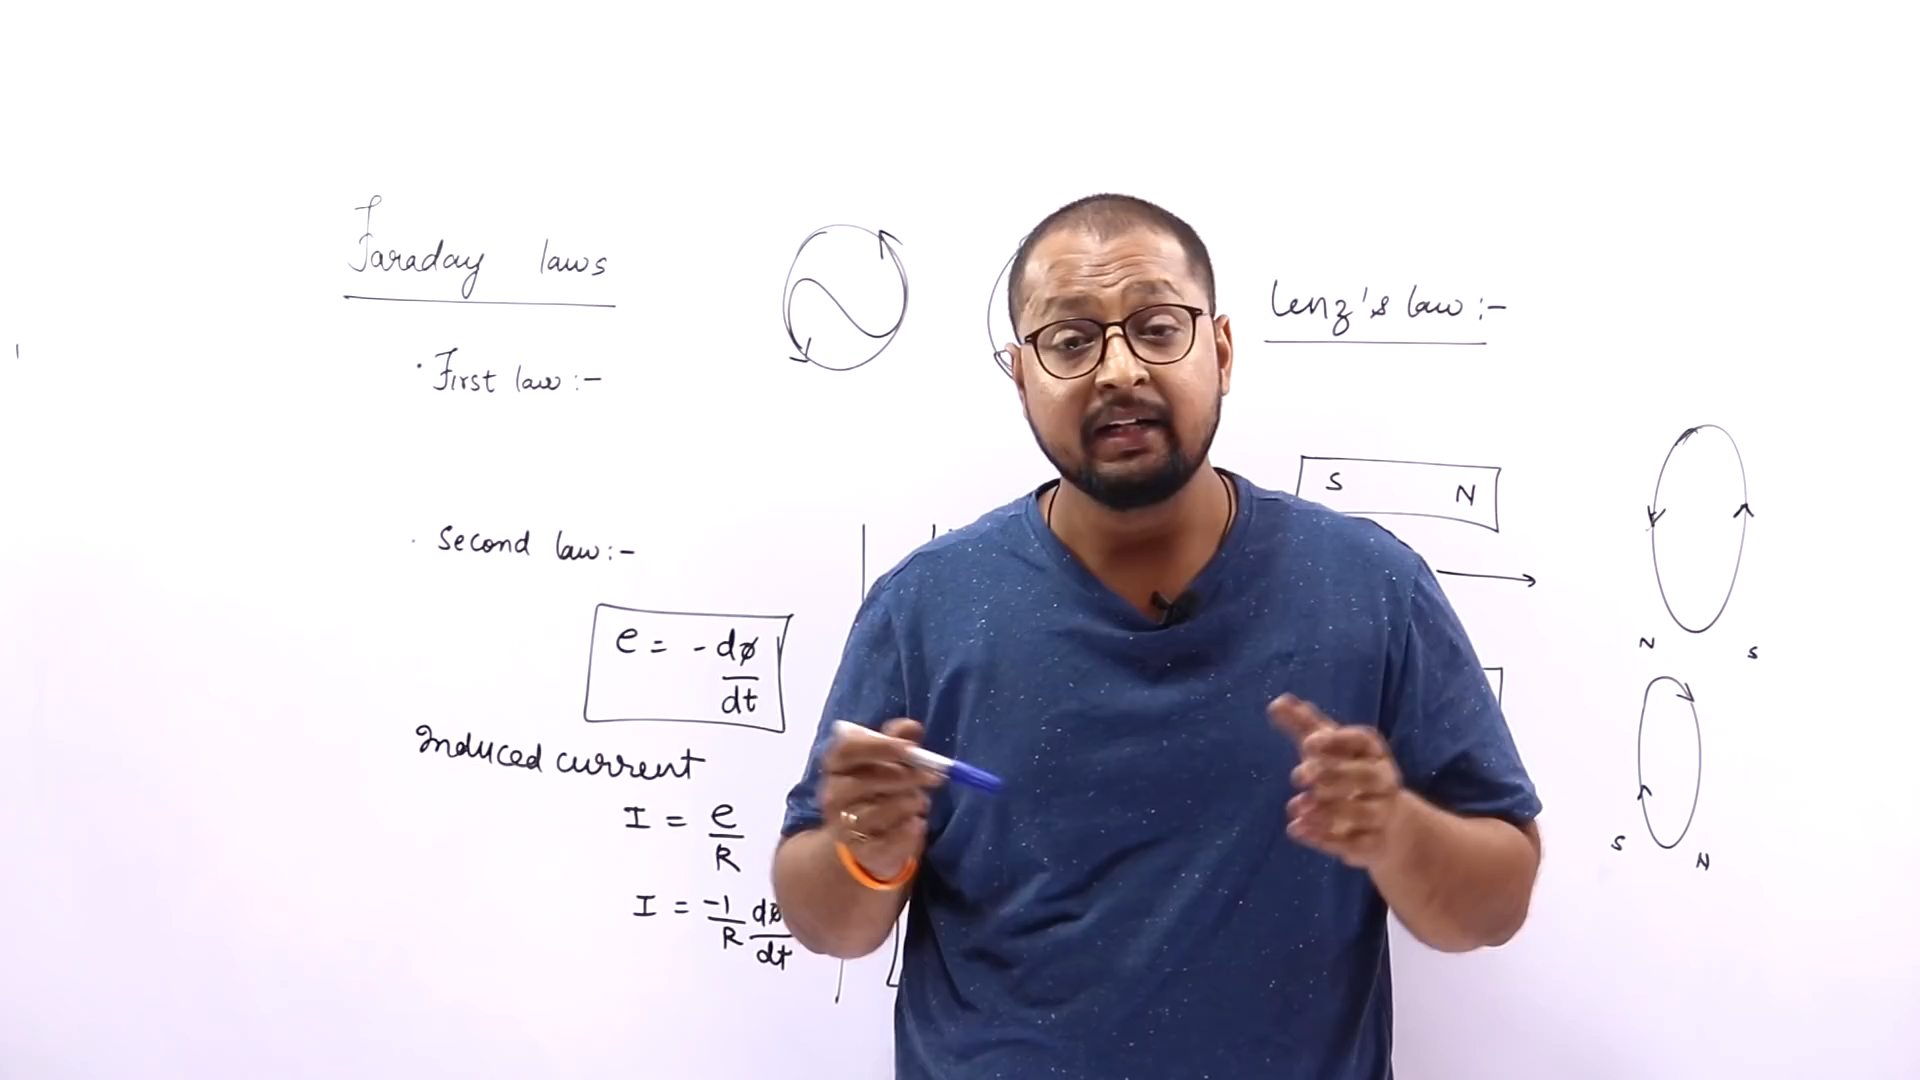 Faraday laws
· First law :-
· Second law :-
e = - dφ/dt
Induced current
I = e/R
I = -1/R dφ/dt
Lenz's law :-
S N
N S
S N